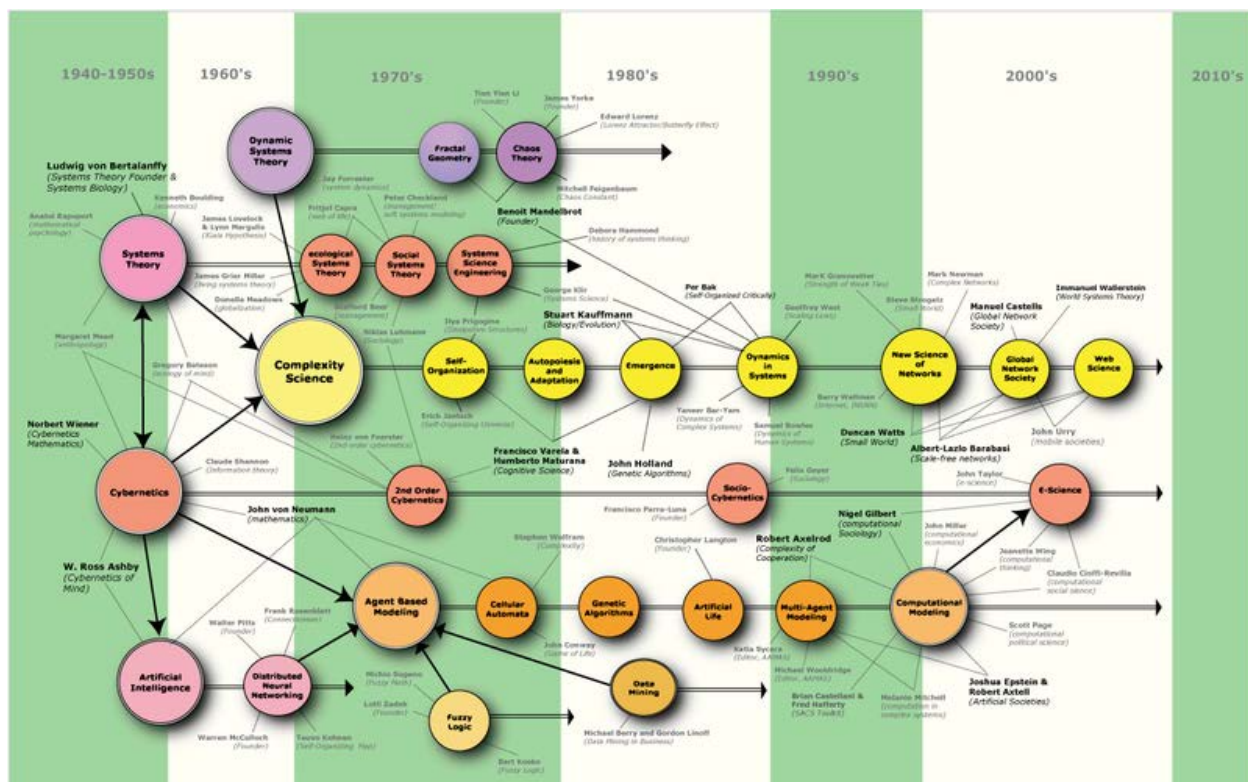 1940-1950s
1960's
1970's
1980's
1990's
2000's
2010's
Tien Yien Li
(Founder)
James Yorke
(Founder)
Edward Lorenz
(Lorenz Attractor/Butterfly Effect)
Dynamic
Systems
Theory
Fractal
Geometry
Chaos
Theory
Ludwig von Bertalanffy
(Systems Theory Founder &
Systems Biology)
Jay Forrester
(system dynamics)
Mitchell Feigenbaum
(Chaos Constant)
Kenneth Boulding
(economics)
Peter Checkland
(management/
soft systems modeling)
Fritjof Capra
(web of life)
Benoit Mandelbrot
(Founder)
Anatol Rapoport
(mathematical
psychology)
James Lovelock
& Lynn Margulis
Debora Hammond
(history of systems thinking)
Systems
Theory
ecological
Systems
Theory
Social
Systems
Theory
Systems
Science
Engineering
James Grier Miller
(living systems theory)
Donella Meadows
(globalization)
Stafford Beer
(management)
George Klir
(Systems Science)
Per Bak
(Self-Organized Critically)
Mark Granovetter
(Strength of Weak Ties)
Mark Newman
(Complex Networks)
Immanuel Wallerstein
(World Systems Theory)
Geoffrey West
(Scaling Laws)
Steve Strogatz
(Small World)
Manuel Castells
(Global Network
Society)
Ilya Prigogine
(Dissipative Structures)
Stuart Kauffmann
(Biology/Evolution)
Niklas Luhmann
(Sociology)
Margaret Mead
(anthropology)
Gregory Bateson
(ecology of mind)
Complexity
Science
Self-
Organization
Autopoiesis and
Adaptation
Emergence
Dynamics
in
Systems
New Science
of Networks
Global
Network
Society
Web
Science
Erich Jantsch
(Self-Organizing Universe)
Yaneer Bar-Yam
(Dynamics of
Complex Systems)
Samuel Bowles
(Dynamics of
Human Systems)
Barry Wellman
Norbert Wiener
(Cybernetics
Mathematics)
Heinz von Foerster
(2nd order cybernetics)
Duncan Watts
(Small World)
John Urry
(mobile societies)
Albert-Lazlo Barabasi
(Scale-free networks)
Francisco Varela &
Humberto Maturana
(Cognitive Science)
John Holland
(Genetic Algorithms)
Claude Shannon
(Information theory)
Felix Geyer
(Sociology)
John Taylor
(e-science)
Cybernetics
2nd Order
Cybernetics
Socio-
Cybernetics
e-Science
John von Neumann
(mathematics)
Francisco Parra-Luna
(Founder)
Nigel Gilbert
(computational
Sociology)
John Miller
(computational
economics)
Stephen Wolfram
(Complexity)
Christopher Langton
(Founder)
Robert Axelrod
(Complexity of
Cooperation)
Jeanette Wing
(computational
thinking)
W. Ross Ashby
(Cybernetics of
Mind)
Claudio Cioffi-Revilla
(computational
social sience)
Agent Based
Modeling
Cellular
Automata
Genetic
Algorithms
Artificial
Life
Multi-Agent
Modeling
Computational
Modeling
Frank Rosenblatt
(Connectionism)
Walter Pitts
(Founder)
Scott Page
(computational
political science)
John Conway
(Game of Life)
Katia Sycara
(Editor, AAMAS)
Artificial
Intelligence
Distributed
Neural
Networking
Michio Sugeno
Lotfi Zadeh
(Founder)
Data
Mining
Michael Wooldridge
(Editor, AAMAS)
Joshua Epstein &
Robert Axtell
(Artificial Societies)
Brian Castellani &
Fred Hafferty
(SACS Toolkit)
Melanie Mitchell
(computation in
complex systems)
Fuzzy
Logic
Warren McCulloch
(Founder)
Teuvo Kohonen
(Self-Organizing Map)
Michael Berry and Gordon Linoff
(Data Mining in Business)
Bart Kosko
(Fuzzy Logic)